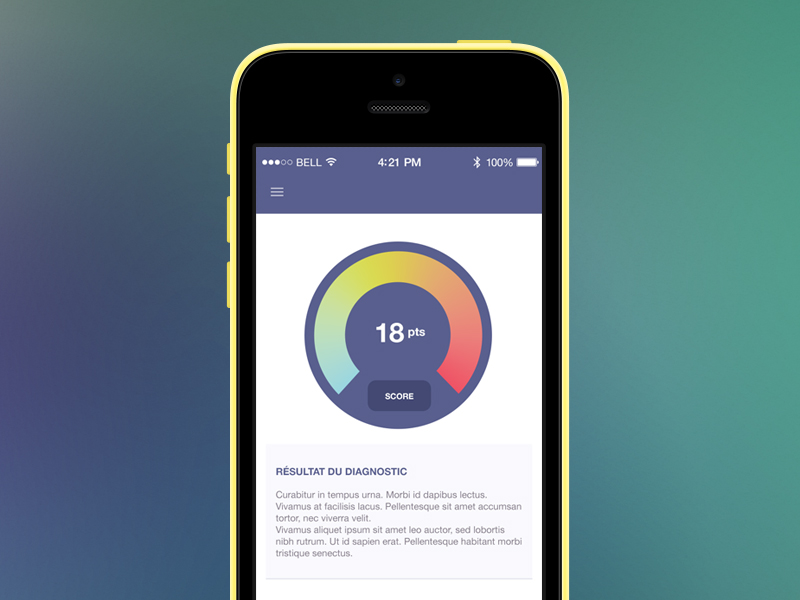 BELL 4:21 PM 100%
18 pts
SCORE
RÉSULTAT DU DIAGNOSTIC
Curabitur in tempus urna. Morbi id dapibus lectus.
Vivamus at facilisis lacus. Pellentesque sit amet accumsan
tortor, nec viverra velit.
Vivamus aliquet ipsum sit amet leo auctor, sed lobortis
nibh rutrum. Ut id sapien erat. Pellentesque habitant morbi
tristique senectus.